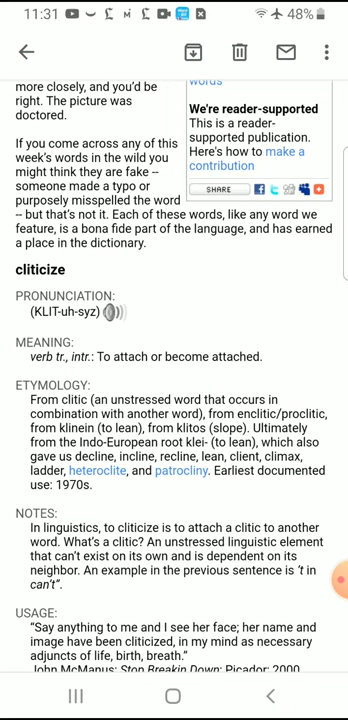 11:31
48%
more closely, and you'd be
right. The picture was
doctored.
If you come across any of this
week's words in the wild you
might think they are fake --
someone made a typo or
purposely misspelled the word
-- but that's not it. Each of these words, like any word we
feature, is a bona fide part of the language, and has earned
a place in the dictionary.
words
We're reader-supported
This is a reader-
supported publication.
Here's how to make a
contribution
SHARE
cliticize
PRONUNCIATION:
(KLIT-uh-syz)
MEANING:
verb tr., intr.: To attach or become attached.
ETYMOLOGY:
From clitic (an unstressed word that occurs in
combination with another word), from enclitic/proclitic,
from klinein (to lean), from klitos (slope). Ultimately
from the Indo-European root klei- (to lean), which also
gave us decline, incline, recline, lean, client, climax,
ladder, heteroclite, and patrocliny. Earliest documented
use: 1970s.
NOTES:
In linguistics, to cliticize is to attach a clitic to another
word. What's a clitic? An unstressed linguistic element
that can't exist on its own and is dependent on its
neighbor. An example in the previous sentence is 't in
can't".
USAGE:
"Say anything to me and I see her face; her name and
image have been cliticized, in my mind as necessary
adjuncts of life, birth, breath."
John McManus; Stop Breakin Down; Picador; 2000.